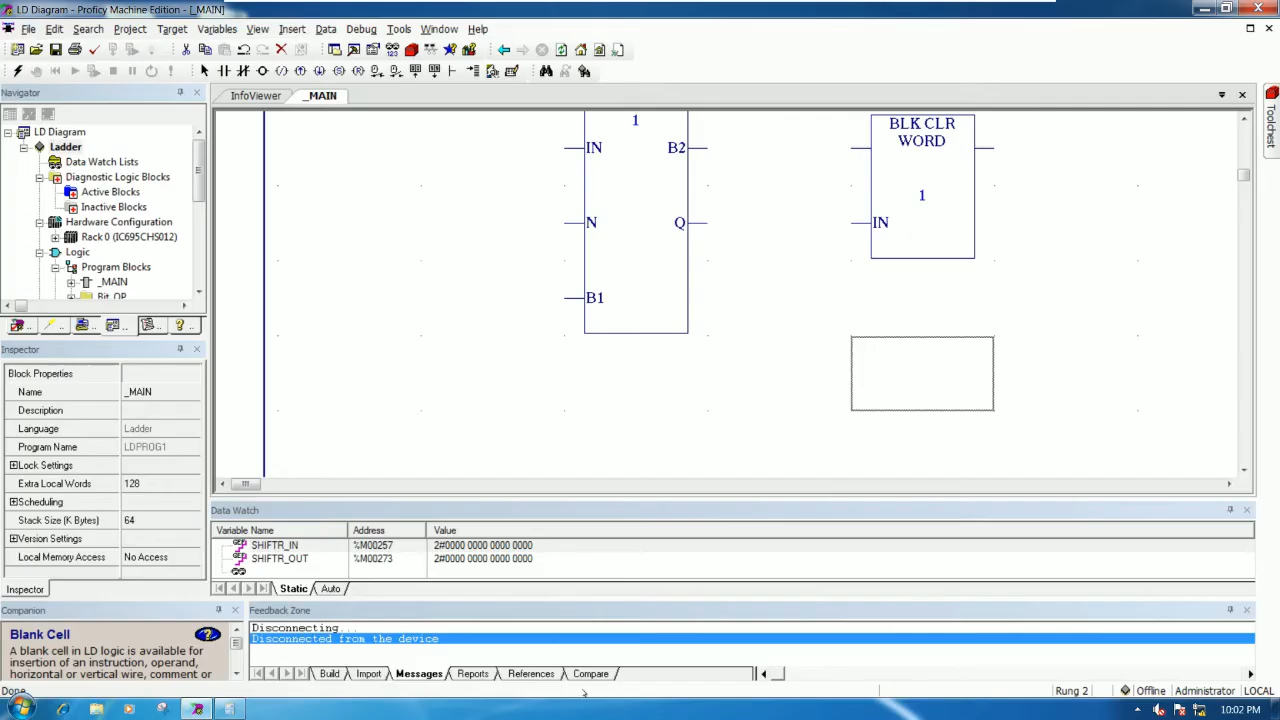 LD Diagram - Proficy Machine Edition - [_MAIN]
File Edit Search Project Target Variables View Insert Data Debug Tools Window Help
Navigator
InfoViewer _MAIN
LD Diagram
Ladder
Data Watch Lists
Diagnostic Logic Blocks
Active Blocks
Inactive Blocks
Hardware Configuration
Rack 0 (IC695CHS012)
Logic
Program Blocks
_MAIN
Bit_OP
Toolchest
1
IN B2
N Q
B1
BLK CLR
WORD
1
IN
Inspector
Block Properties
Name _MAIN
Description
Language Ladder
Program Name LDPROG1
Lock Settings
Extra Local Words 128
Scheduling
Stack Size (K Bytes) 64
Version Settings
Local Memory Access No Access
Inspector
Data Watch
Variable Name Address Value
SHIFTR_IN %M00257 2#0000 0000 0000 0000
SHIFTR_OUT %M00273 2#0000 0000 0000 0000
Static Auto
Companion
Blank Cell
A blank cell in LD logic is available for
insertion of an instruction, operand,
horizontal or vertical wire, comment or
Feedback Zone
Disconnecting...
Disconnected from the device
Build Import Messages Reports References Compare
Done
Rung 2 Offline Administrator LOCAL
10:02 PM